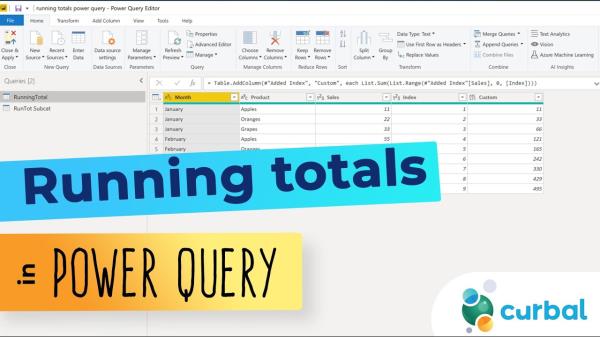 running totals power query - Power Query Editor
File Home Transform Add Column View Tools Help
Close & Apply New Source Recent Sources Enter Data Data source settings Manage Parameters Refresh Preview Properties Advanced Editor Manage Choose Columns Remove Columns Keep Rows Remove Rows Split Column Group By Data Type: Text Use First Row as Headers Replace Values Merge Queries Append Queries Combine Files Text Analytics Vision Azure Machine Learning
Close New Query Data Sources Parameters Query Manage Columns Reduce Rows Sort Transform Combine AI Insights
Queries [2]
= Table.AddColumn(#"Added Index", "Custom", each List.Sum(List.Range(#"Added Index"[Sales], 0, [Index])))
RunningTotal
RunTot Subcat
Month Product Sales Index Custom
1 January Apples 11 1 11
2 January Oranges 22 2 33
3 January Grapes 33 3 66
4 February Apples 55 4 121
5 165
6 242
7 330
8 429
9 495
Running totals
in POWER QUERY
curbal